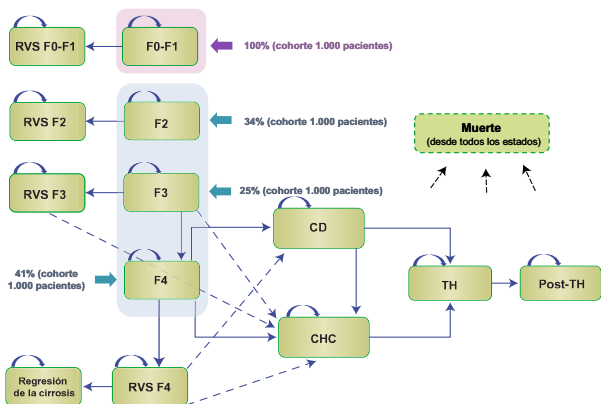 RVS F0-F1
F0-F1
100% (cohorte 1.000 pacientes)
RVS F2
F2
34% (cohorte 1.000 pacientes)
Muerte
(desde todos los estados)
RVS F3
F3
25% (cohorte 1.000 pacientes)
CD
41% (cohorte
1.000 pacientes)
F4
TH
Post-TH
CHC
Regresión
de la cirrosis
RVS F4